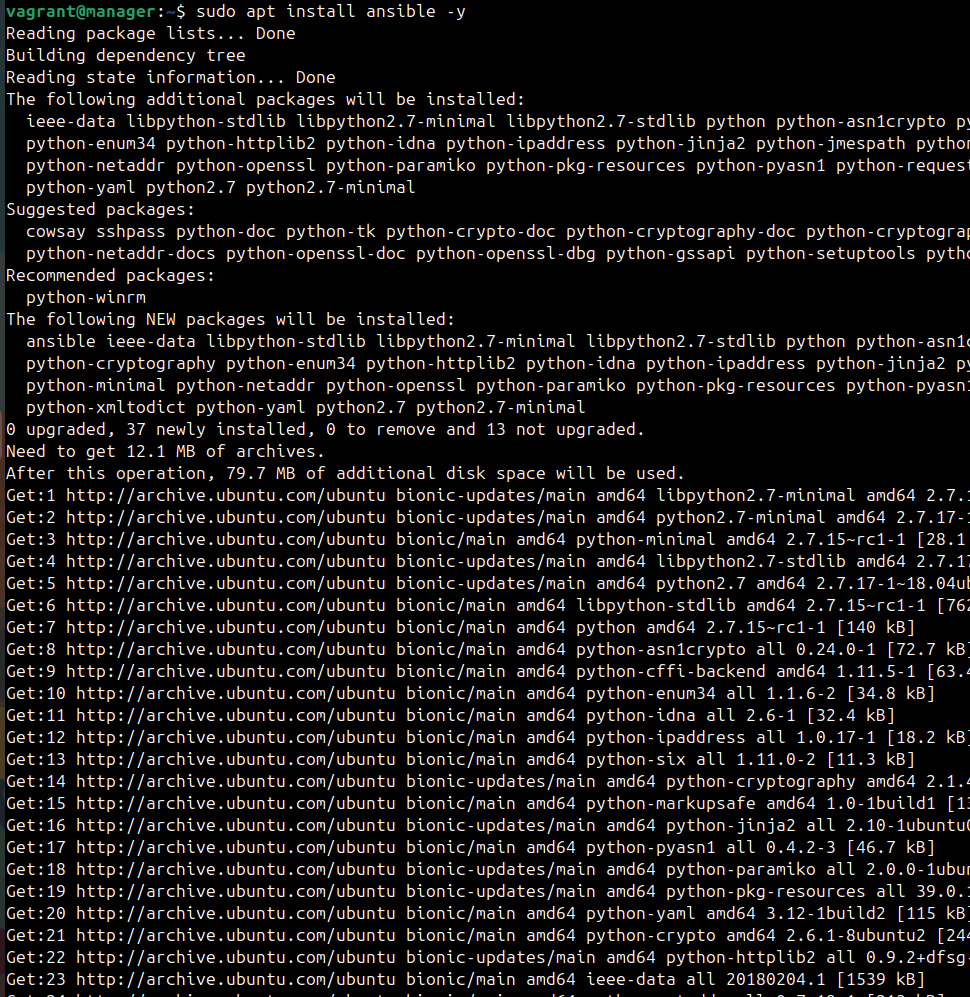 vagrant@manager:~$ sudo apt install ansible -y
Reading package lists... Done
Building dependency tree
Reading state information... Done
The following additional packages will be installed:
  ieee-data libpython-stdlib libpython2.7-minimal libpython2.7-stdlib python python-asn1crypto
  python-enum34 python-httplib2 python-idna python-ipaddress python-jinja2 python-jmespath
  python-netaddr python-openssl python-paramiko python-pkg-resources python-pyasn1
  python-yaml python2.7 python2.7-minimal
Suggested packages:
  cowsay sshpass python-doc python-tk python-crypto-doc python-cryptography-doc
  python-netaddr-docs python-openssl-doc python-openssl-dbg python-gssapi python-setuptools
Recommended packages:
  python-winrm
The following NEW packages will be installed:
  ansible ieee-data libpython-stdlib libpython2.7-minimal libpython2.7-stdlib python
  python-cryptography python-enum34 python-httplib2 python-idna python-ipaddress python-jinja2
  python-minimal python-netaddr python-openssl python-paramiko python-pkg-resources
  python-xmltodict python-yaml python2.7 python2.7-minimal
0 upgraded, 37 newly installed, 0 to remove and 13 not upgraded.
Need to get 12.1 MB of archives.
After this operation, 79.7 MB of additional disk space will be used.
Get:1 http://archive.ubuntu.com/ubuntu bionic-updates/main amd64 libpython2.7-minimal amd64 2.7.1
Get:2 http://archive.ubuntu.com/ubuntu bionic-updates/main amd64 python2.7-minimal amd64 2.7.17-1
Get:3 http://archive.ubuntu.com/ubuntu bionic/main amd64 python-minimal amd64 2.7.15~rc1-1 [28.1
Get:4 http://archive.ubuntu.com/ubuntu bionic-updates/main amd64 libpython2.7-stdlib amd64 2.7.17
Get:5 http://archive.ubuntu.com/ubuntu bionic-updates/main amd64 python2.7 amd64 2.7.17-1~18.04ub
Get:6 http://archive.ubuntu.com/ubuntu bionic/main amd64 libpython-stdlib amd64 2.7.15~rc1-1 [762
Get:7 http://archive.ubuntu.com/ubuntu bionic/main amd64 python amd64 2.7.15~rc1-1 [140 kB]
Get:8 http://archive.ubuntu.com/ubuntu bionic/main amd64 python-asn1crypto all 0.24.0-1 [72.7 kB]
Get:9 http://archive.ubuntu.com/ubuntu bionic/main amd64 python-cffi-backend amd64 1.11.5-1 [63.4
Get:10 http://archive.ubuntu.com/ubuntu bionic/main amd64 python-enum34 all 1.1.6-2 [34.8 kB]
Get:11 http://archive.ubuntu.com/ubuntu bionic/main amd64 python-idna all 2.6-1 [32.4 kB]
Get:12 http://archive.ubuntu.com/ubuntu bionic/main amd64 python-ipaddress all 1.0.17-1 [18.2 kB]
Get:13 http://archive.ubuntu.com/ubuntu bionic/main amd64 python-six all 1.11.0-2 [11.3 kB]
Get:14 http://archive.ubuntu.com/ubuntu bionic-updates/main amd64 python-cryptography amd64 2.1.4
Get:15 http://archive.ubuntu.com/ubuntu bionic/main amd64 python-markupsafe amd64 1.0-1build1 [13
Get:16 http://archive.ubuntu.com/ubuntu bionic-updates/main amd64 python-jinja2 all 2.10-1ubuntu0
Get:17 http://archive.ubuntu.com/ubuntu bionic/main amd64 python-pyasn1 all 0.4.2-3 [46.7 kB]
Get:18 http://archive.ubuntu.com/ubuntu bionic-updates/main amd64 python-paramiko all 2.0.0-1ubun
Get:19 http://archive.ubuntu.com/ubuntu bionic-updates/main amd64 python-pkg-resources all 39.0.1
Get:20 http://archive.ubuntu.com/ubuntu bionic/main amd64 python-yaml amd64 3.12-1build2 [115 kB]
Get:21 http://archive.ubuntu.com/ubuntu bionic/main amd64 python-crypto amd64 2.6.1-8ubuntu2 [244
Get:22 http://archive.ubuntu.com/ubuntu bionic-updates/main amd64 python-httplib2 all 0.9.2+dfsg-
Get:23 http://archive.ubuntu.com/ubuntu bionic/main amd64 ieee-data all 20180204.1 [1539 kB]